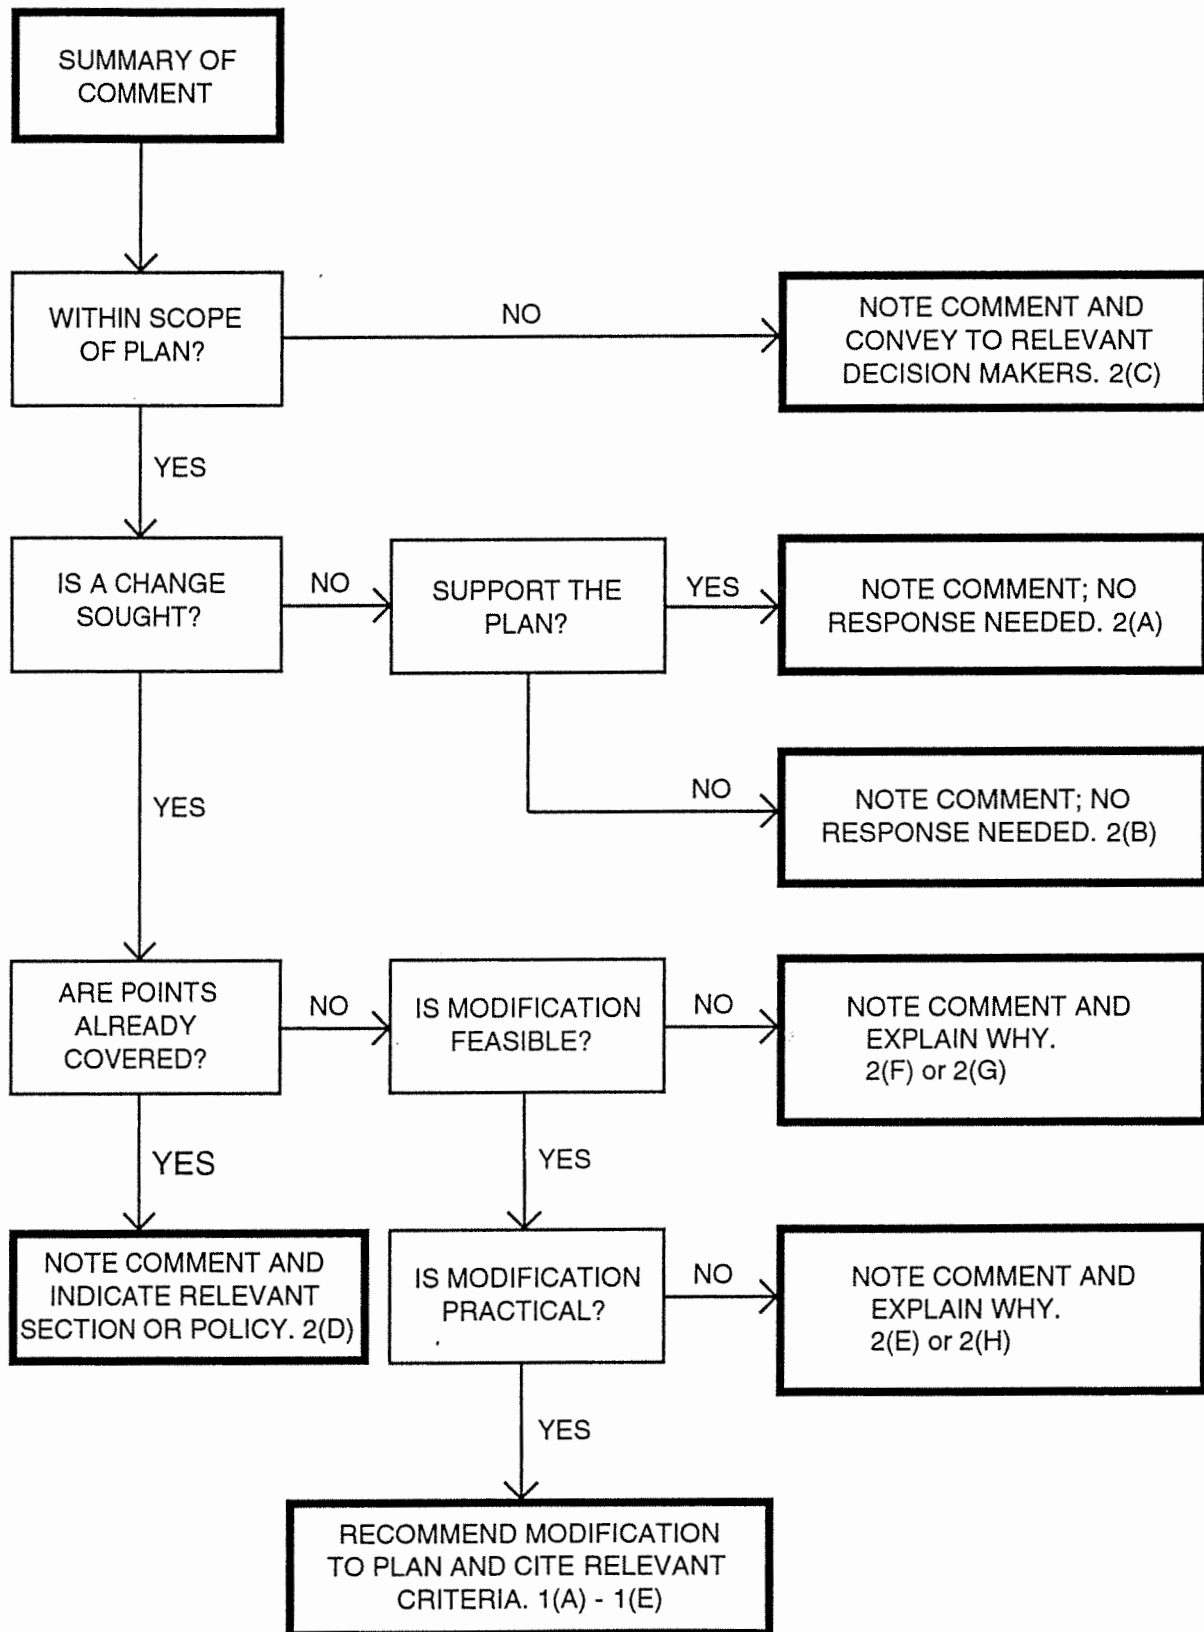 SUMMARY OF
COMMENT
WITHIN SCOPE
OF PLAN?
NO
NOTE COMMENT AND
CONVEY TO RELEVANT
DECISION MAKERS. 2(C)
YES
IS A CHANGE
SOUGHT?
NO
SUPPORT THE
PLAN?
YES
NOTE COMMENT; NO
RESPONSE NEEDED. 2(A)
NO
NOTE COMMENT; NO
RESPONSE NEEDED. 2(B)
YES
ARE POINTS
ALREADY
COVERED?
NO
IS MODIFICATION
FEASIBLE?
NO
NOTE COMMENT AND
EXPLAIN WHY.
2(F) or 2(G)
YES
YES
NOTE COMMENT AND
INDICATE RELEVANT
SECTION OR POLICY. 2(D)
IS MODIFICATION
PRACTICAL?
NO
NOTE COMMENT AND
EXPLAIN WHY.
2(E) or 2(H)
YES
RECOMMEND MODIFICATION
TO PLAN AND CITE RELEVANT
CRITERIA. 1(A) - 1(E)